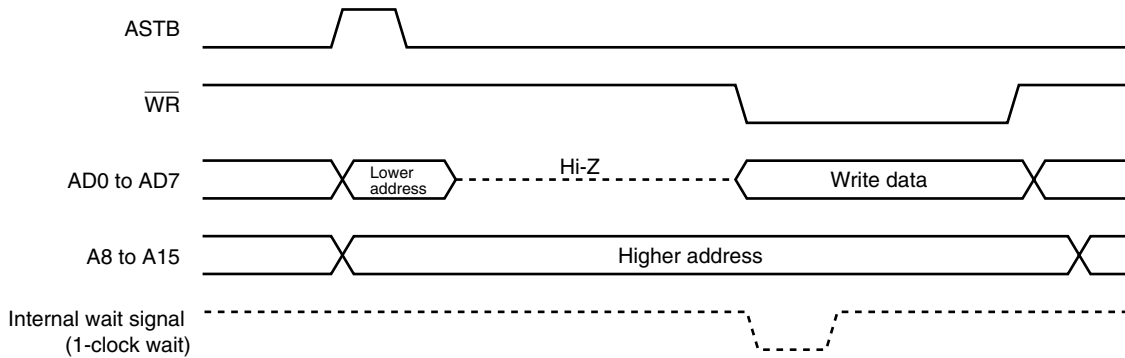 ASTB
WR
AD0 to AD7
Lower
address
Hi-Z
Write data
A8 to A15
Higher address
Internal wait signal
(1-clock wait)